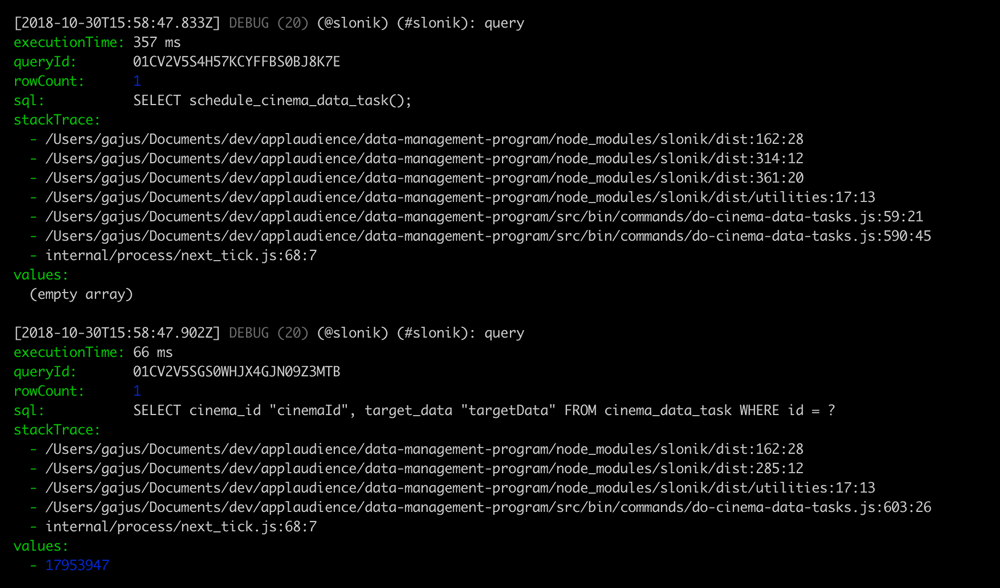 [2018-10-30T15:58:47.833Z] DEBUG (20) (@slonik) (#slonik): query
executionTime: 357 ms
queryId: 01CV2V5S4H57KCYFFBS0BJ8K7E
rowCount: 1
sql: SELECT schedule_cinema_data_task();
stackTrace:
- /Users/gajus/Documents/dev/applaudience/data-management-program/node_modules/slonik/dist:162:28
- /Users/gajus/Documents/dev/applaudience/data-management-program/node_modules/slonik/dist:314:12
- /Users/gajus/Documents/dev/applaudience/data-management-program/node_modules/slonik/dist:361:20
- /Users/gajus/Documents/dev/applaudience/data-management-program/node_modules/slonik/dist/utilities:17:13
- /Users/gajus/Documents/dev/applaudience/data-management-program/src/bin/commands/do-cinema-data-tasks.js:59:21
- /Users/gajus/Documents/dev/applaudience/data-management-program/src/bin/commands/do-cinema-data-tasks.js:590:45
- internal/process/next_tick.js:68:7
values:
(empty array)
[2018-10-30T15:58:47.902Z] DEBUG (20) (@slonik) (#slonik): query
executionTime: 66 ms
queryId: 01CV2V5SGS0WHJX4GJN09Z3MTB
rowCount: 1
sql: SELECT cinema_id "cinemaId", target_data "targetData" FROM cinema_data_task WHERE id = ?
stackTrace:
- /Users/gajus/Documents/dev/applaudience/data-management-program/node_modules/slonik/dist:162:28
- /Users/gajus/Documents/dev/applaudience/data-management-program/node_modules/slonik/dist:285:12
- /Users/gajus/Documents/dev/applaudience/data-management-program/node_modules/slonik/dist/utilities:17:13
- /Users/gajus/Documents/dev/applaudience/data-management-program/src/bin/commands/do-cinema-data-tasks.js:603:26
- internal/process/next_tick.js:68:7
values:
- 17953947